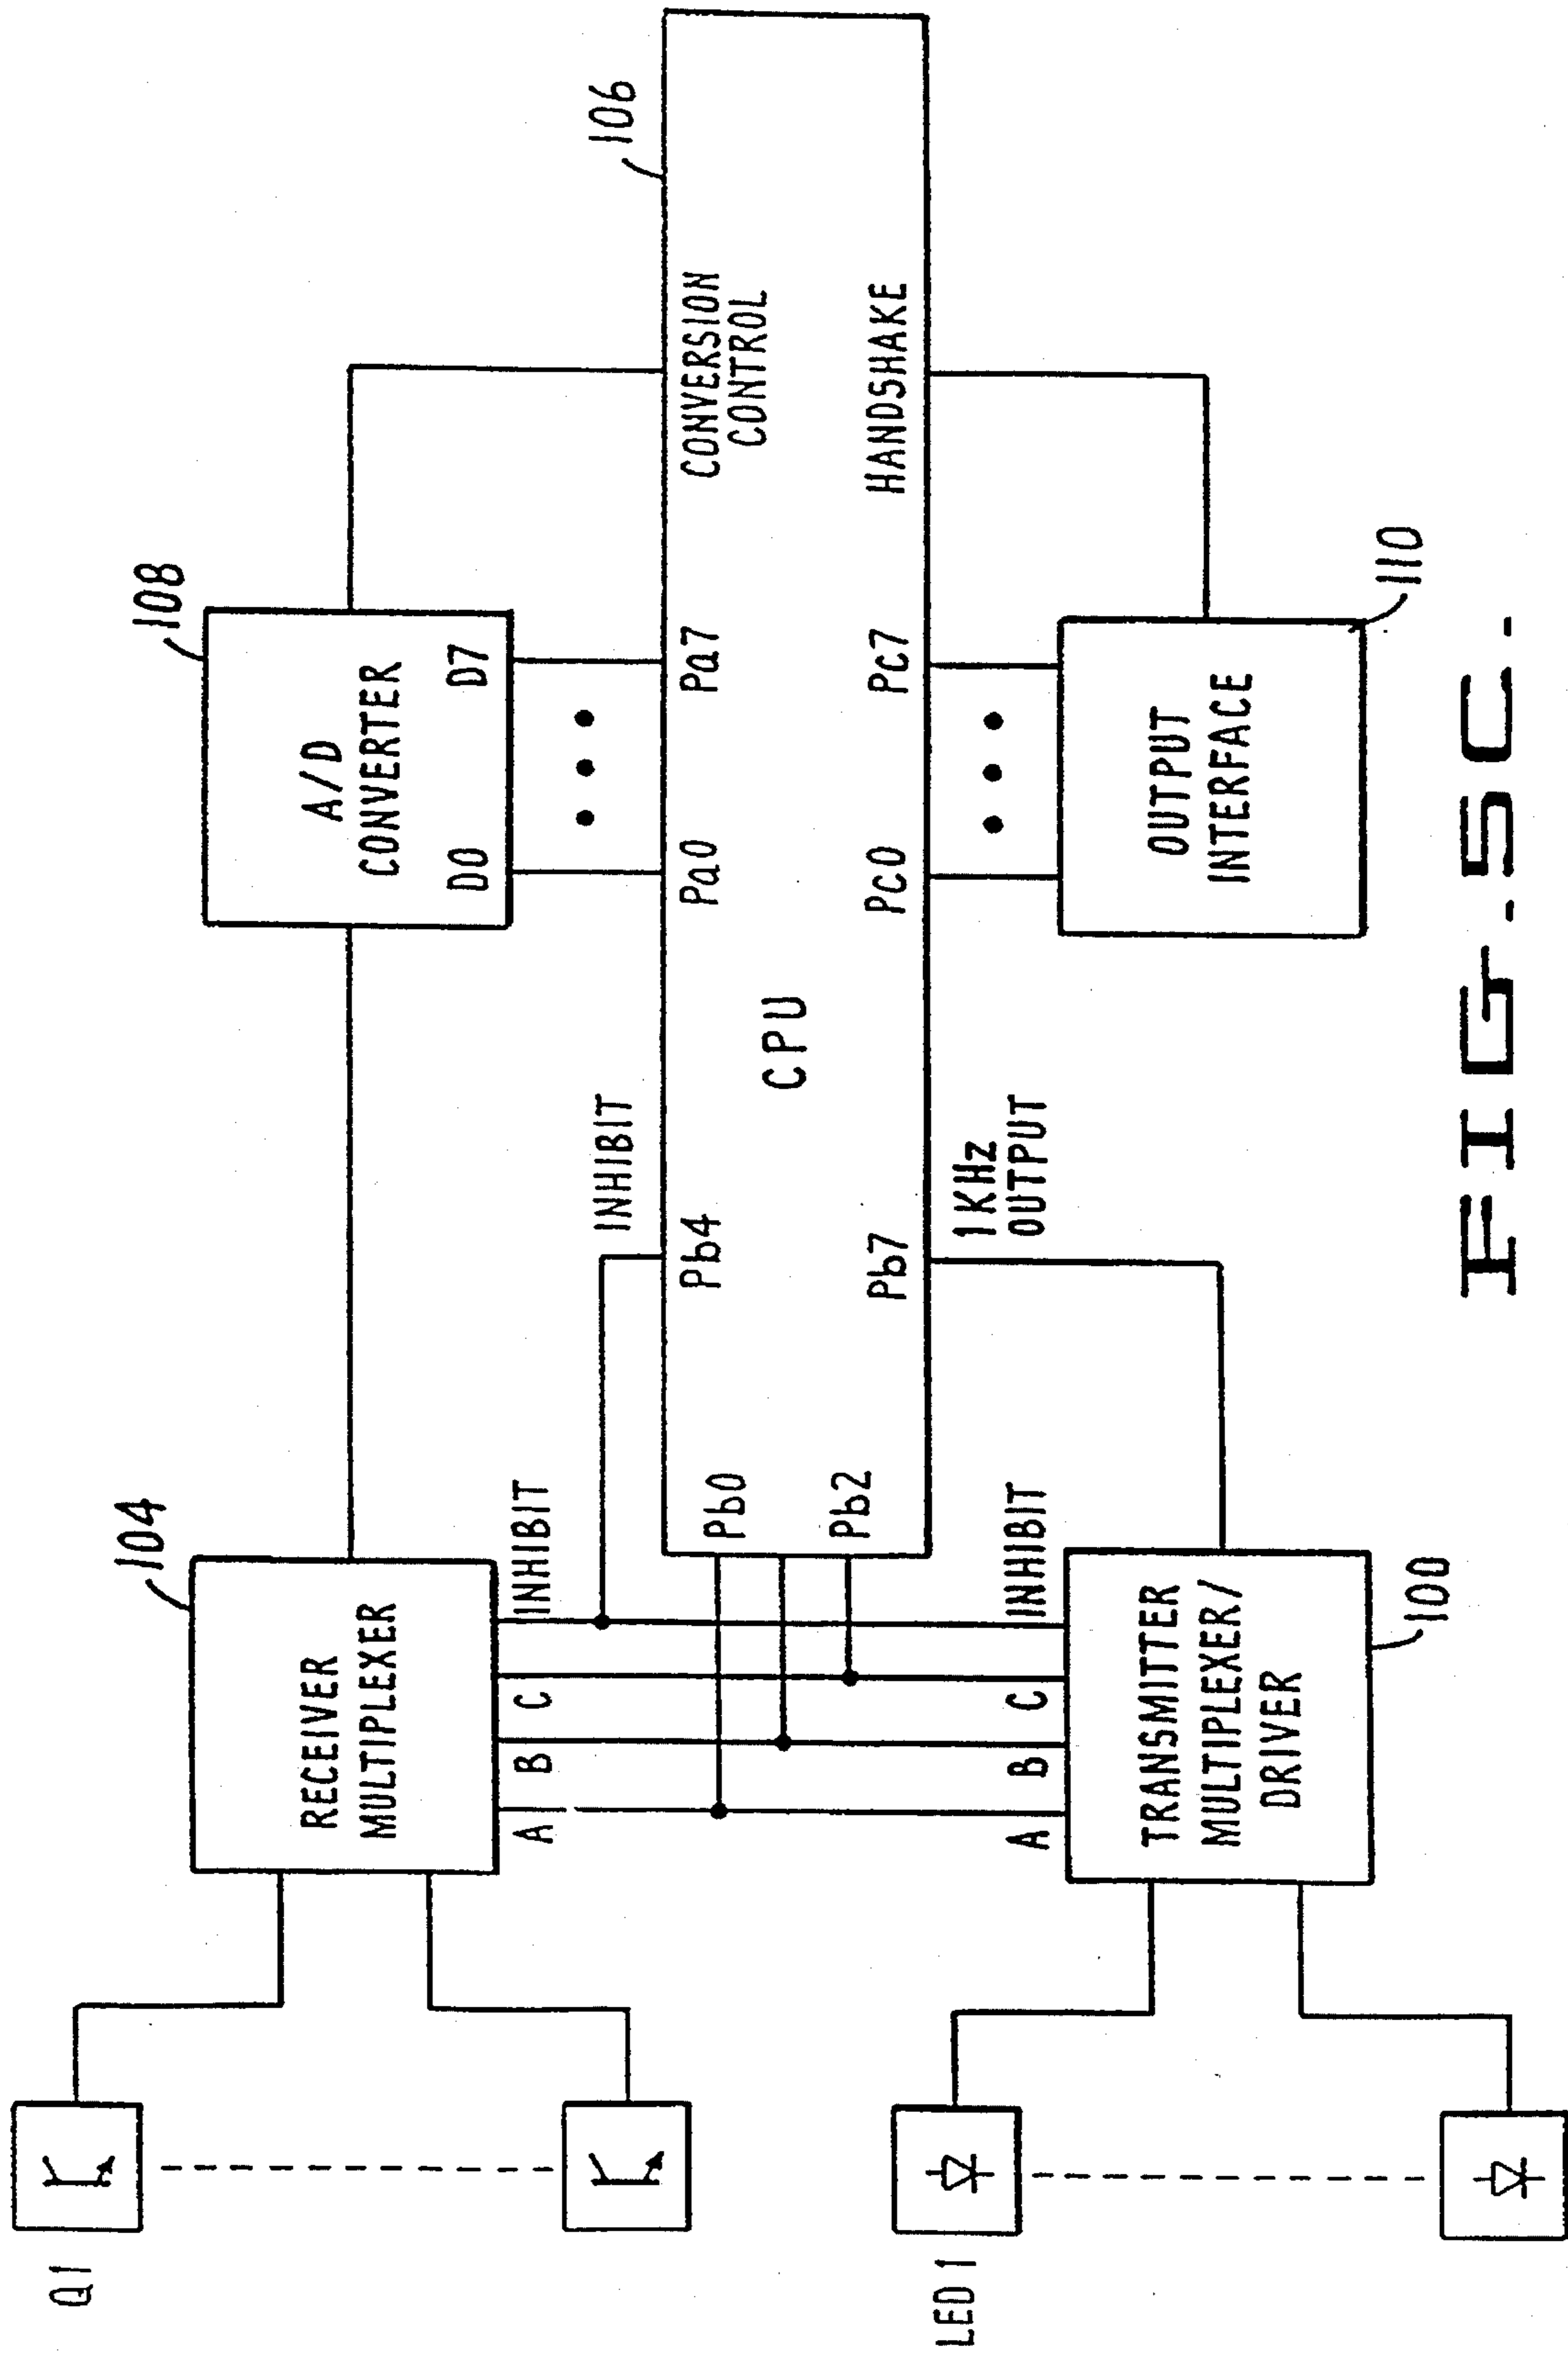 Q1
104
RECEIVER
MULTIPLEXER
A
B
C
INHIBIT
108
A/D
CONVERTER
D0
D7
INHIBIT
106
Pb4
Pa0
Pa7
CONVERSION
CONTROL
Pb0
CPU
Pb2
Pb7
Pc0
Pc7
HANDSHAKE
1KHz
OUTPUT
LED1
A
B
C
INHIBIT
TRANSMITTER
MULTIPLEXER/
DRIVER
100
OUTPUT
INTERFACE
110
FIG.5C.